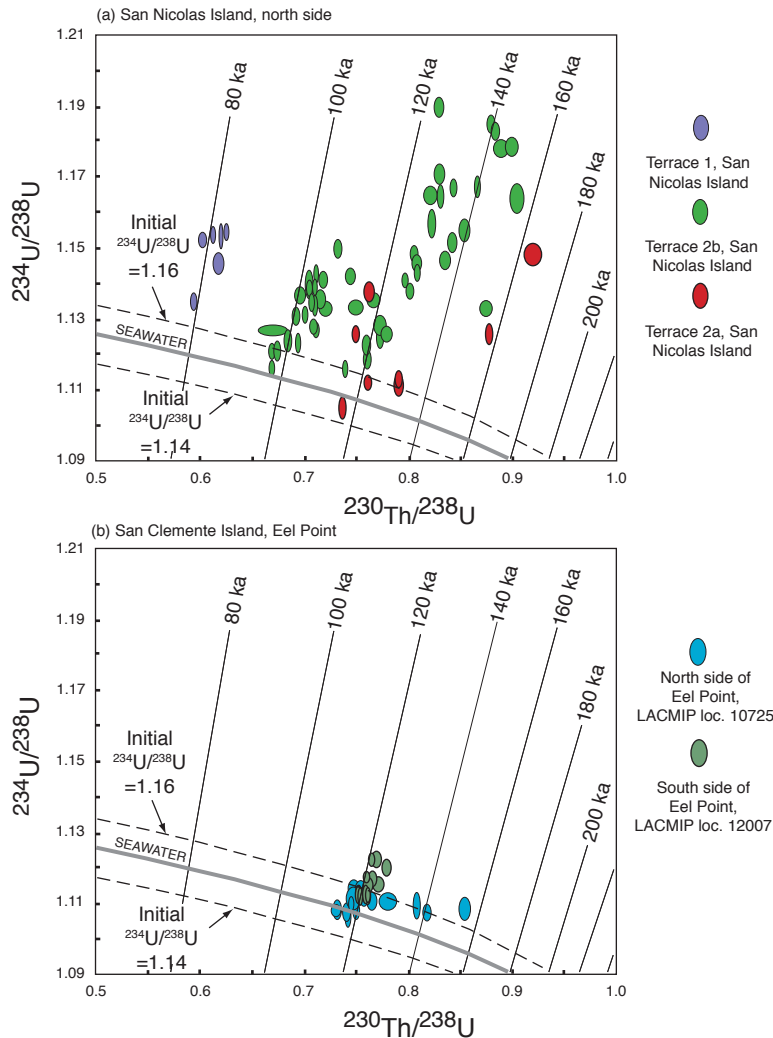 (a) San Nicolas Island, north side
1.21
1.19
1.17
1.15
1.13
1.11
1.09
234U/238U
80 ka
100 ka
120 ka
140 ka
160 ka
180 ka
200 ka
Initial
234U/238U
=1.16
SEAWATER
Initial
234U/238U
=1.14
0.5
0.6
0.7
0.8
0.9
1.0
230Th/238U
Terrace 1, San
Nicolas Island
Terrace 2b, San
Nicolas Island
Terrace 2a, San
Nicolas Island
(b) San Clemente Island, Eel Point
1.21
1.19
1.17
1.15
1.13
1.11
1.09
234U/238U
80 ka
100 ka
120 ka
140 ka
160 ka
180 ka
200 ka
Initial
234U/238U
=1.16
SEAWATER
Initial
234U/238U
=1.14
0.5
0.6
0.7
0.8
0.9
1.0
230Th/238U
North side of
Eel Point,
LACMIP loc. 10725
South side of
Eel Point,
LACMIP loc. 12007